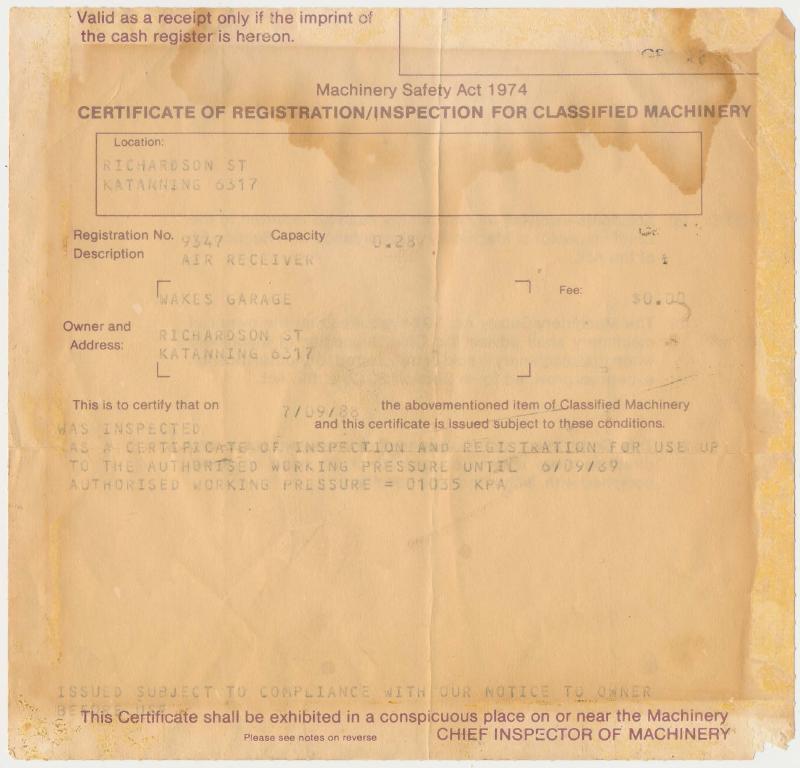 Valid as a receipt only if the imprint of
the cash register is hereon.
Machinery Safety Act 1974
CERTIFICATE OF REGISTRATION/INSPECTION FOR CLASSIFIED MACHINERY
Location:
RICHARDSON ST
KATANNING 6317
Registration No. 9347 Capacity 0.287
Description AIR RECEIVER
WAKES GARAGE Fee: $0.00
Owner and
Address:
RICHARDSON ST
KATANNING 6317
This is to certify that on 7/09/88 the abovementioned item of Classified Machinery
WAS INSPECTED and this certificate is issued subject to these conditions.
AS A CERTIFICATE OF INSPECTION AND REGISTRATION FOR USE UP
TO THE AUTHORISED WORKING PRESSURE UNTIL 6/09/89
AUTHORISED WORKING PRESSURE = 01035 KPA
ISSUED SUBJECT TO COMPLIANCE WITH OUR NOTICE TO OWNER
BEFORE USE.
This Certificate shall be exhibited in a conspicuous place on or near the Machinery
Please see notes on reverse CHIEF INSPECTOR OF MACHINERY